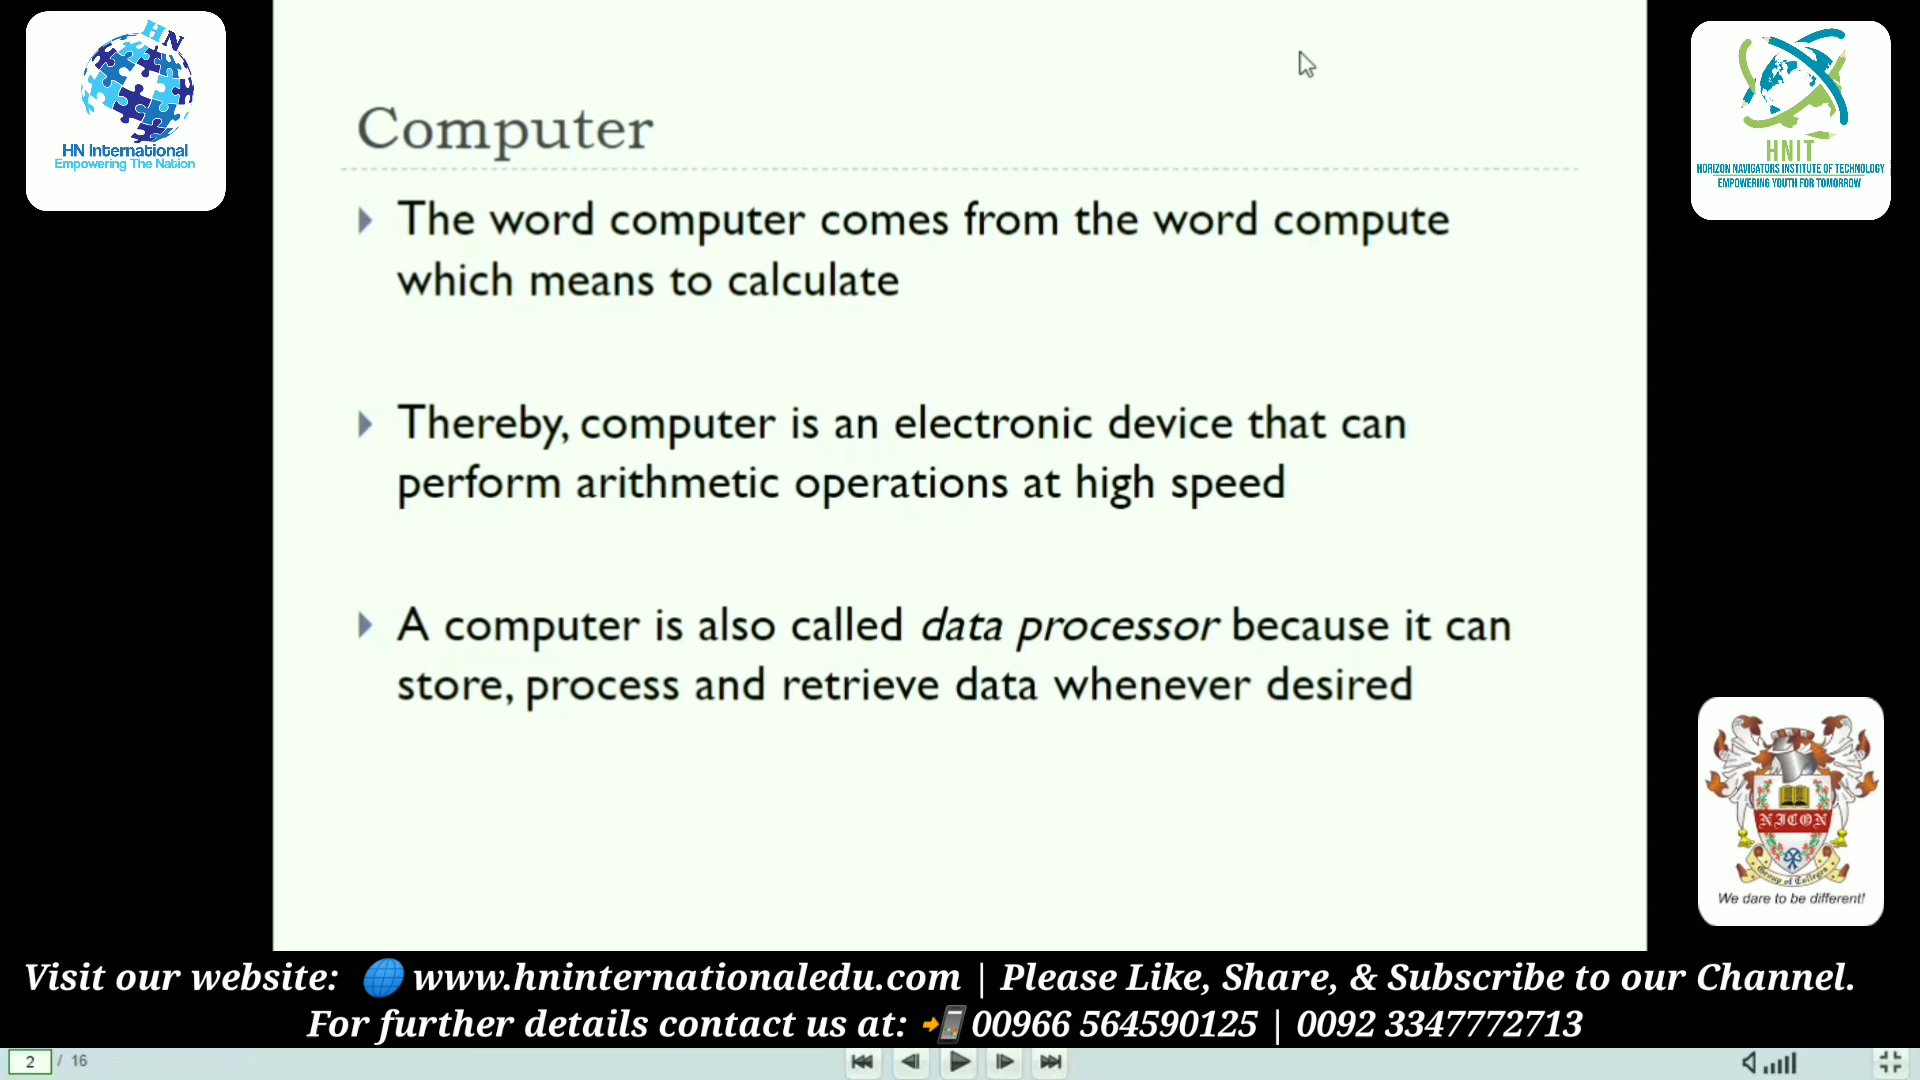 HN
HN International
Empowering The Nation
HNIT
HORIZON NAVIGATORS INSTITUTE OF TECHNOLOGY
EMPOWERING YOUTH FOR TOMORROW
Computer
The word computer comes from the word compute
which means to calculate
Thereby, computer is an electronic device that can
perform arithmetic operations at high speed
A computer is also called data processor because it can
store, process and retrieve data whenever desired
NICON
Group of Colleges
We dare to be different!
Visit our website: 🌐 www.hninternationaledu.com | Please Like, Share, & Subscribe to our Channel.
For further details contact us at: 📲 00966 564590125 | 0092 3347772713
2 / 16